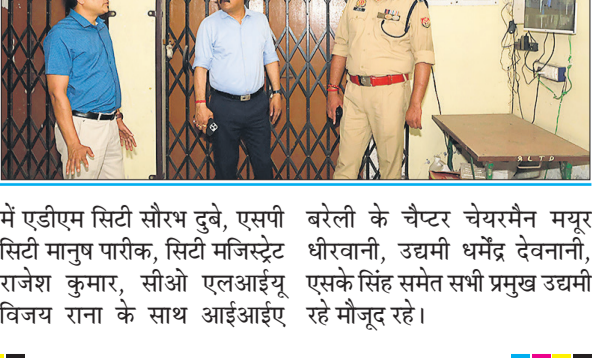 ALTD
में एडीएम सिटी सौरभ दुबे, एसपी
सिटी मानुष पारीक, सिटी मजिस्ट्रेट
राजेश कुमार, सीओ एलआईयू
विजय राना के साथ आईआईए
बरेली के चैप्टर चेयरमैन मयूर
धीरवानी, उद्यमी धर्मेंद्र देवनानी,
एसके सिंह समेत सभी प्रमुख उद्यमी
रहे मौजूद रहे।